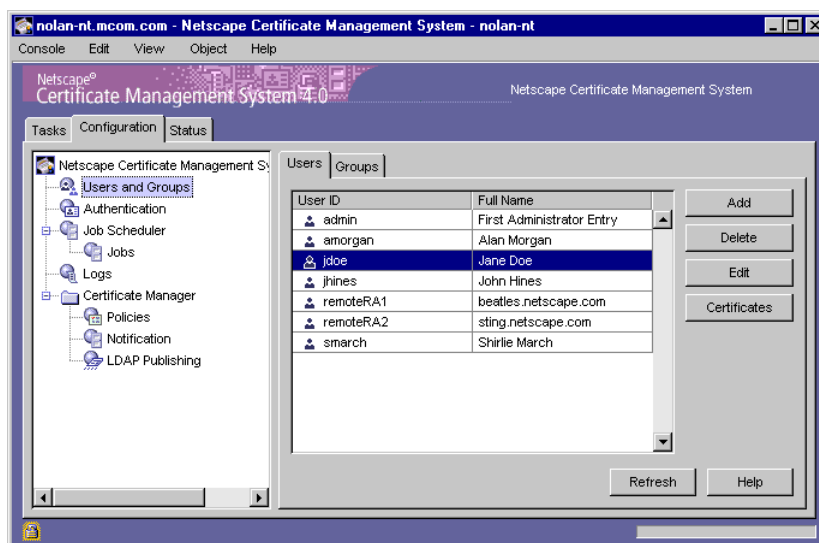 nolan-nt.mcom.com - Netscape Certificate Management System - nolan-nt
Console Edit View Object Help
Netscape®
Certificate Management System 4.0
Netscape Certificate Management System
Tasks Configuration Status
Netscape Certificate Management Sy
Users and Groups
Authentication
Job Scheduler
Jobs
Logs
Certificate Manager
Policies
Notification
LDAP Publishing
Users Groups
User ID Full Name
admin First Administrator Entry
amorgan Alan Morgan
jdoe Jane Doe
jhines John Hines
remoteRA1 beatles.netscape.com
remoteRA2 sting.netscape.com
smarch Shirlie March
Add
Delete
Edit
Certificates
Refresh Help